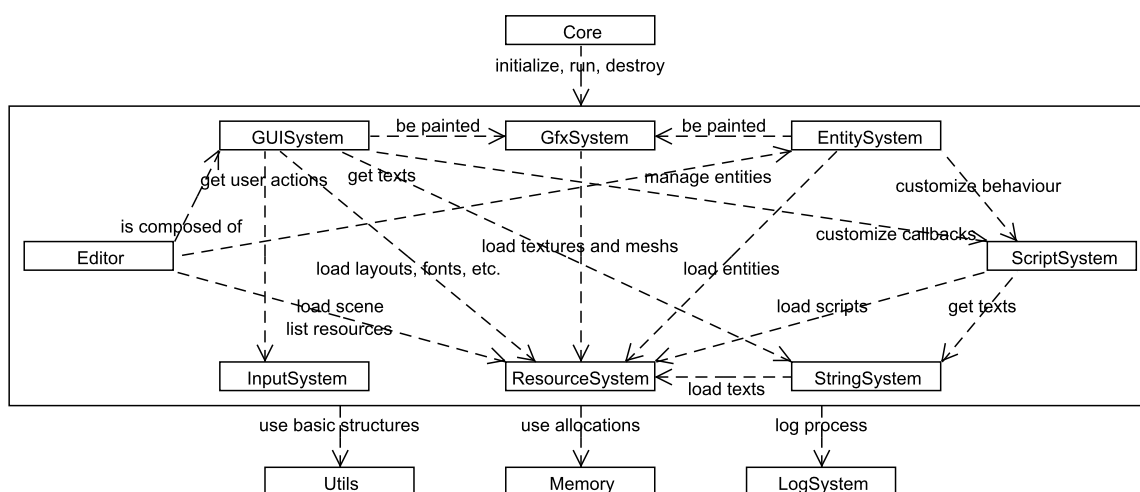 Core
initialize, run, destroy
GUISystem
be painted
GfxSystem
be painted
EntitySystem
get user actions
get texts
manage entities
customize behaviour
is composed of
customize callbacks
Editor
load textures and meshs
ScriptSystem
load layouts, fonts, etc.
load entities
load scene
list resources
load scripts
get texts
InputSystem
ResourceSystem
load texts
StringSystem
use basic structures
use allocations
log process
Utils
Memory
LogSystem